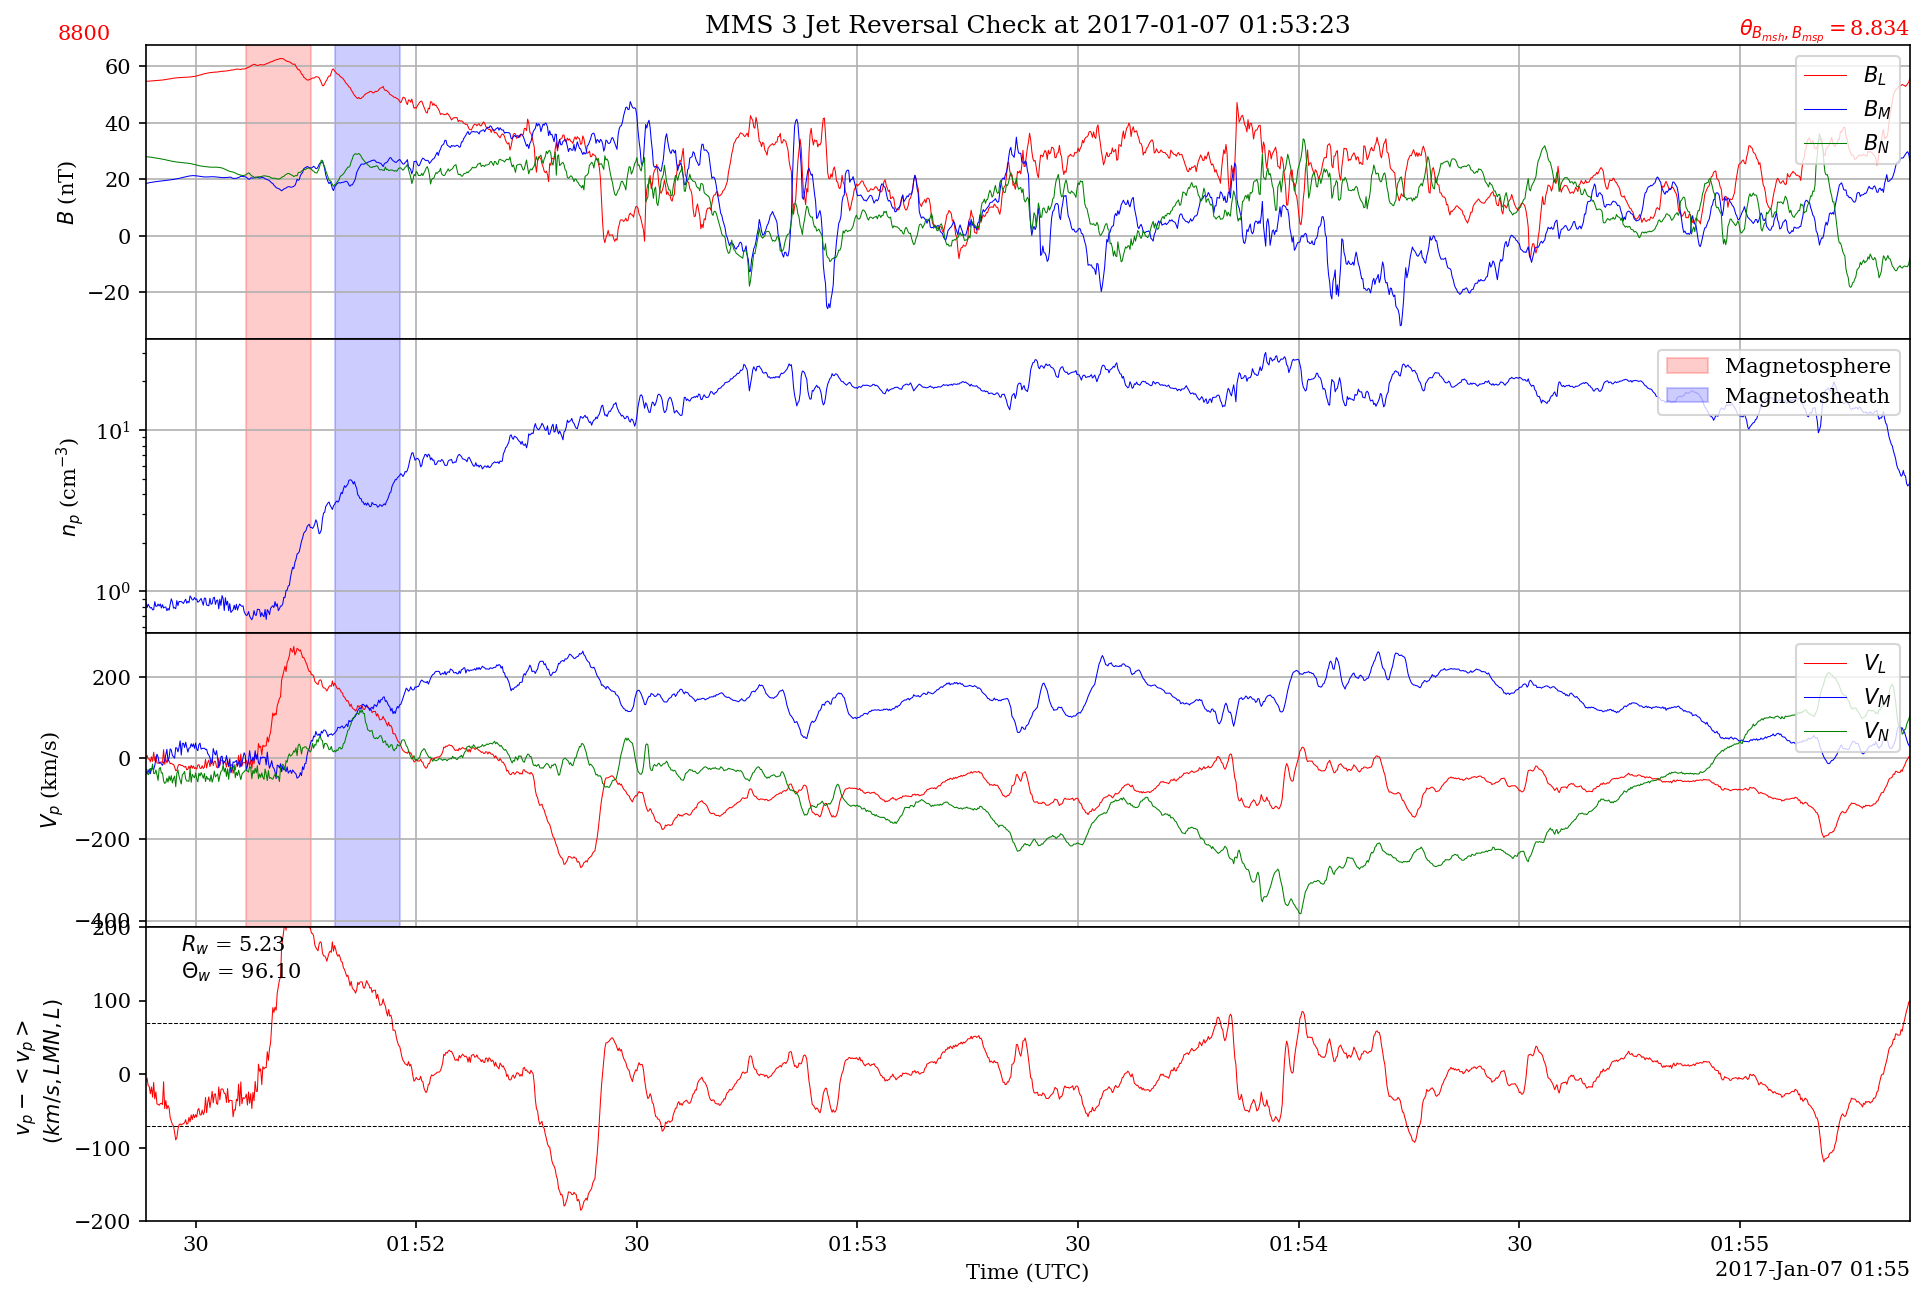 8800
MMS 3 Jet Reversal Check at 2017-01-07 01:53:23
θ_{B_{msh}, B_{msp}} = 8.834
60
40
20
0
−20
B (nT)
B_L
B_M
B_N
10^1
10^0
n_p (cm^{−3})
Magnetosphere
Magnetosheath
200
0
−200
−400
V_p (km/s)
V_L
V_M
V_N
200
100
0
−100
−200
v_p − < v_p >
(km/s, LMN, L)
R_w = 5.23
Θ_w = 96.10
30 01:52 30 01:53 30 01:54 30 01:55
Time (UTC)
2017-Jan-07 01:55